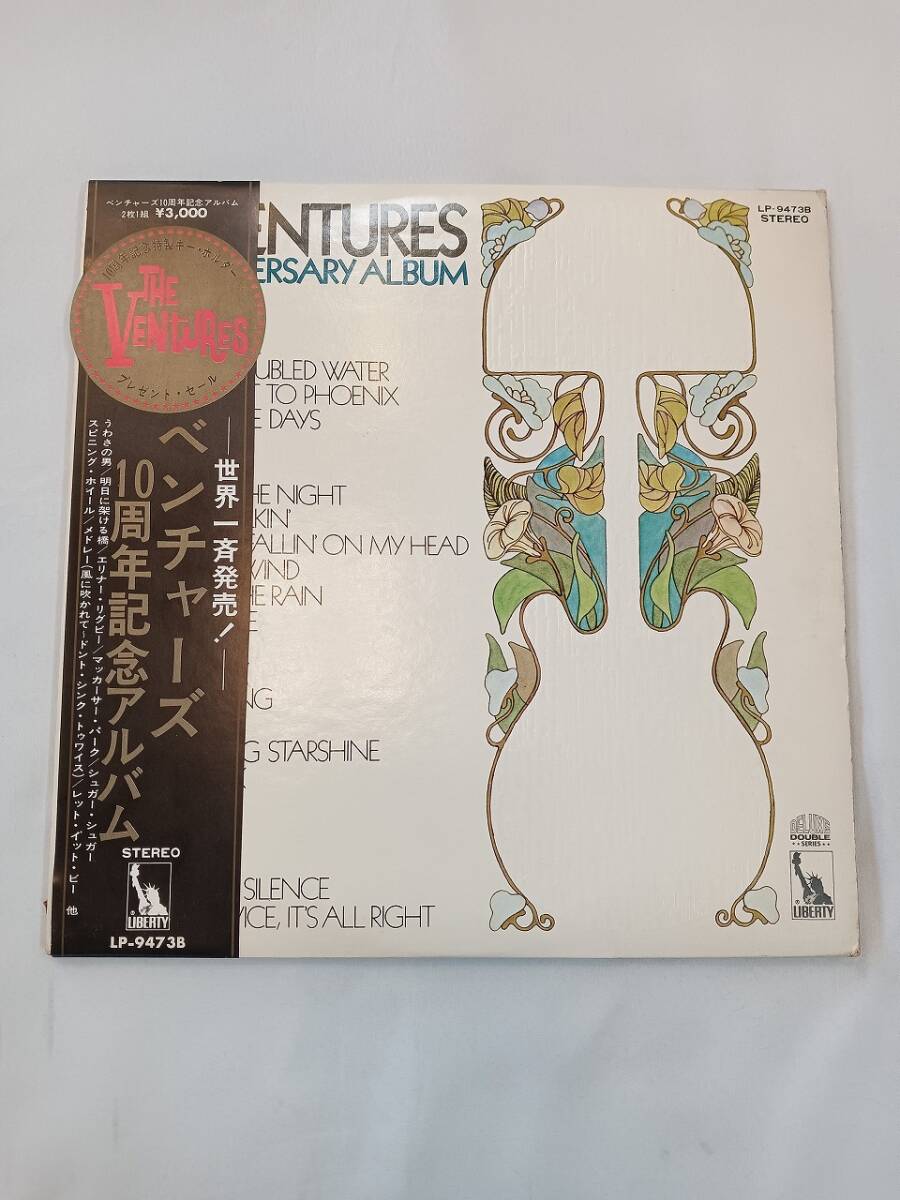 ベンチャーズ10周年記念アルバム
2枚1組 ¥3,000
10周年記念特製キー・ホルダー
THE
VENTURES
プレゼント・セール
—世界一斉発売!—
ベンチャーズ
10周年記念アルバム
うわさの男/明日に架ける橋/エリナー・リグビー/マッカーサー・パーク/シュガー・シュガー
スピニング・ホイール/メドレー(風に吹かれて〜ドント・シンク・トゥワイス)/レット・イット・ビー 他
STEREO
LIBERTY
LP-9473B
ENTURES
ERSARY ALBUM
UBLED WATER
T TO PHOENIX
E DAYS
HE NIGHT
KIN'
FALLIN' ON MY HEAD
WIND
HE RAIN
E
NG
G STARSHINE
SILENCE
VICE, IT'S ALL RIGHT
LP-9473B
STEREO
DELUXE
DOUBLE
SERIES
LIBERTY